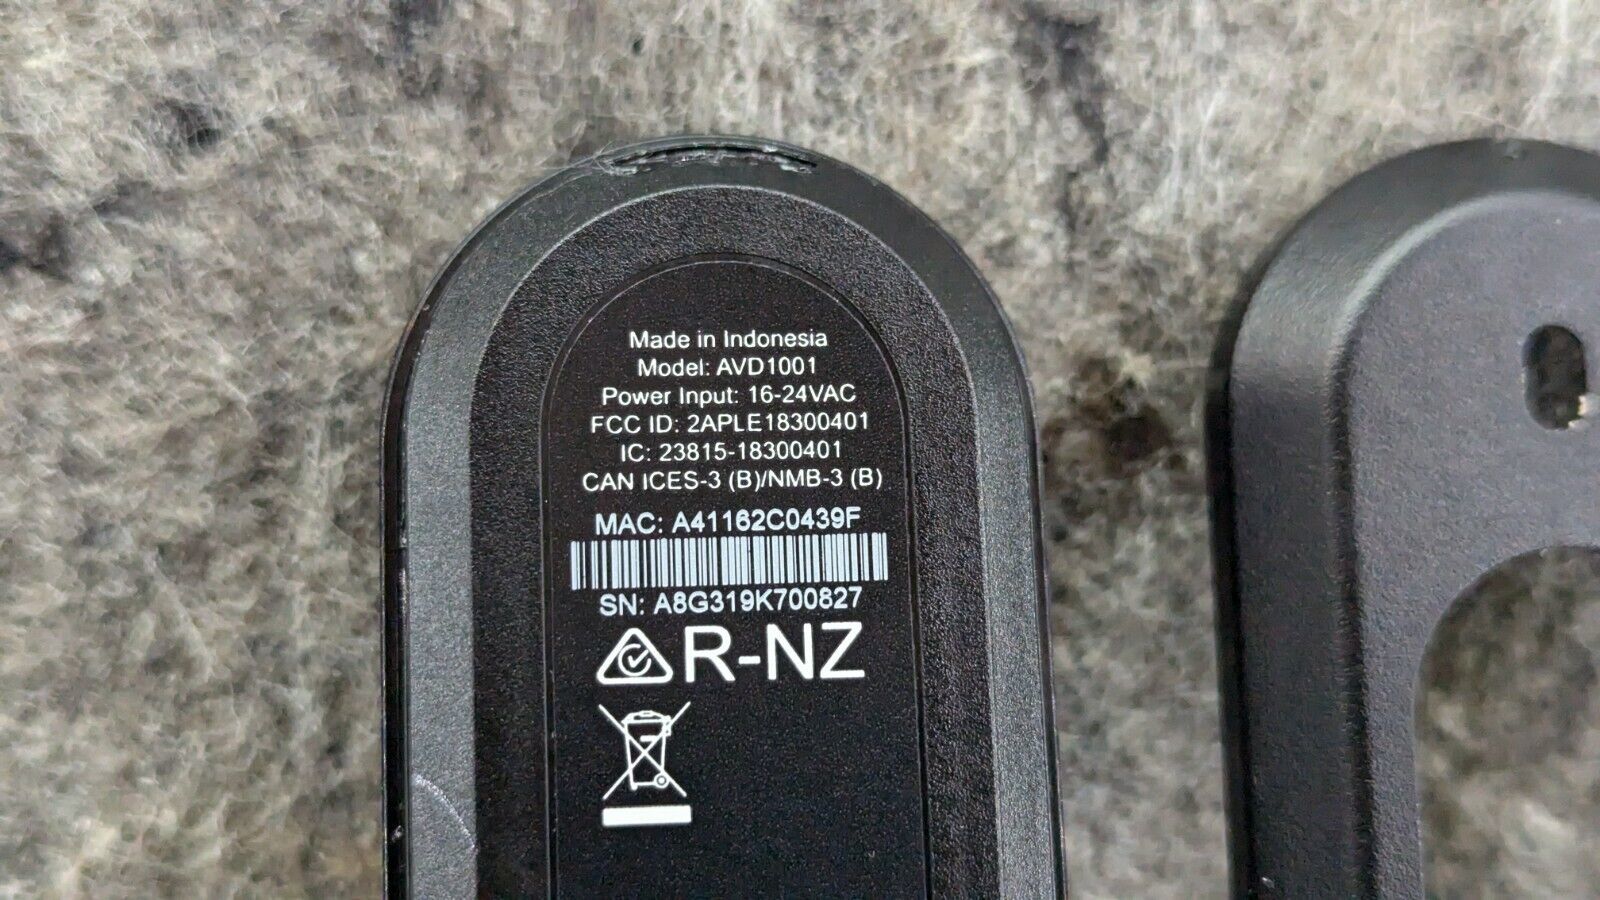 Made in Indonesia
Model: AVD1001
Power Input: 16-24VAC
FCC ID: 2APLE18300401
IC: 23815-18300401
CAN ICES-3 (B)/NMB-3 (B)
MAC: A41162C0439F
SN: A8G319K700827
R-NZ